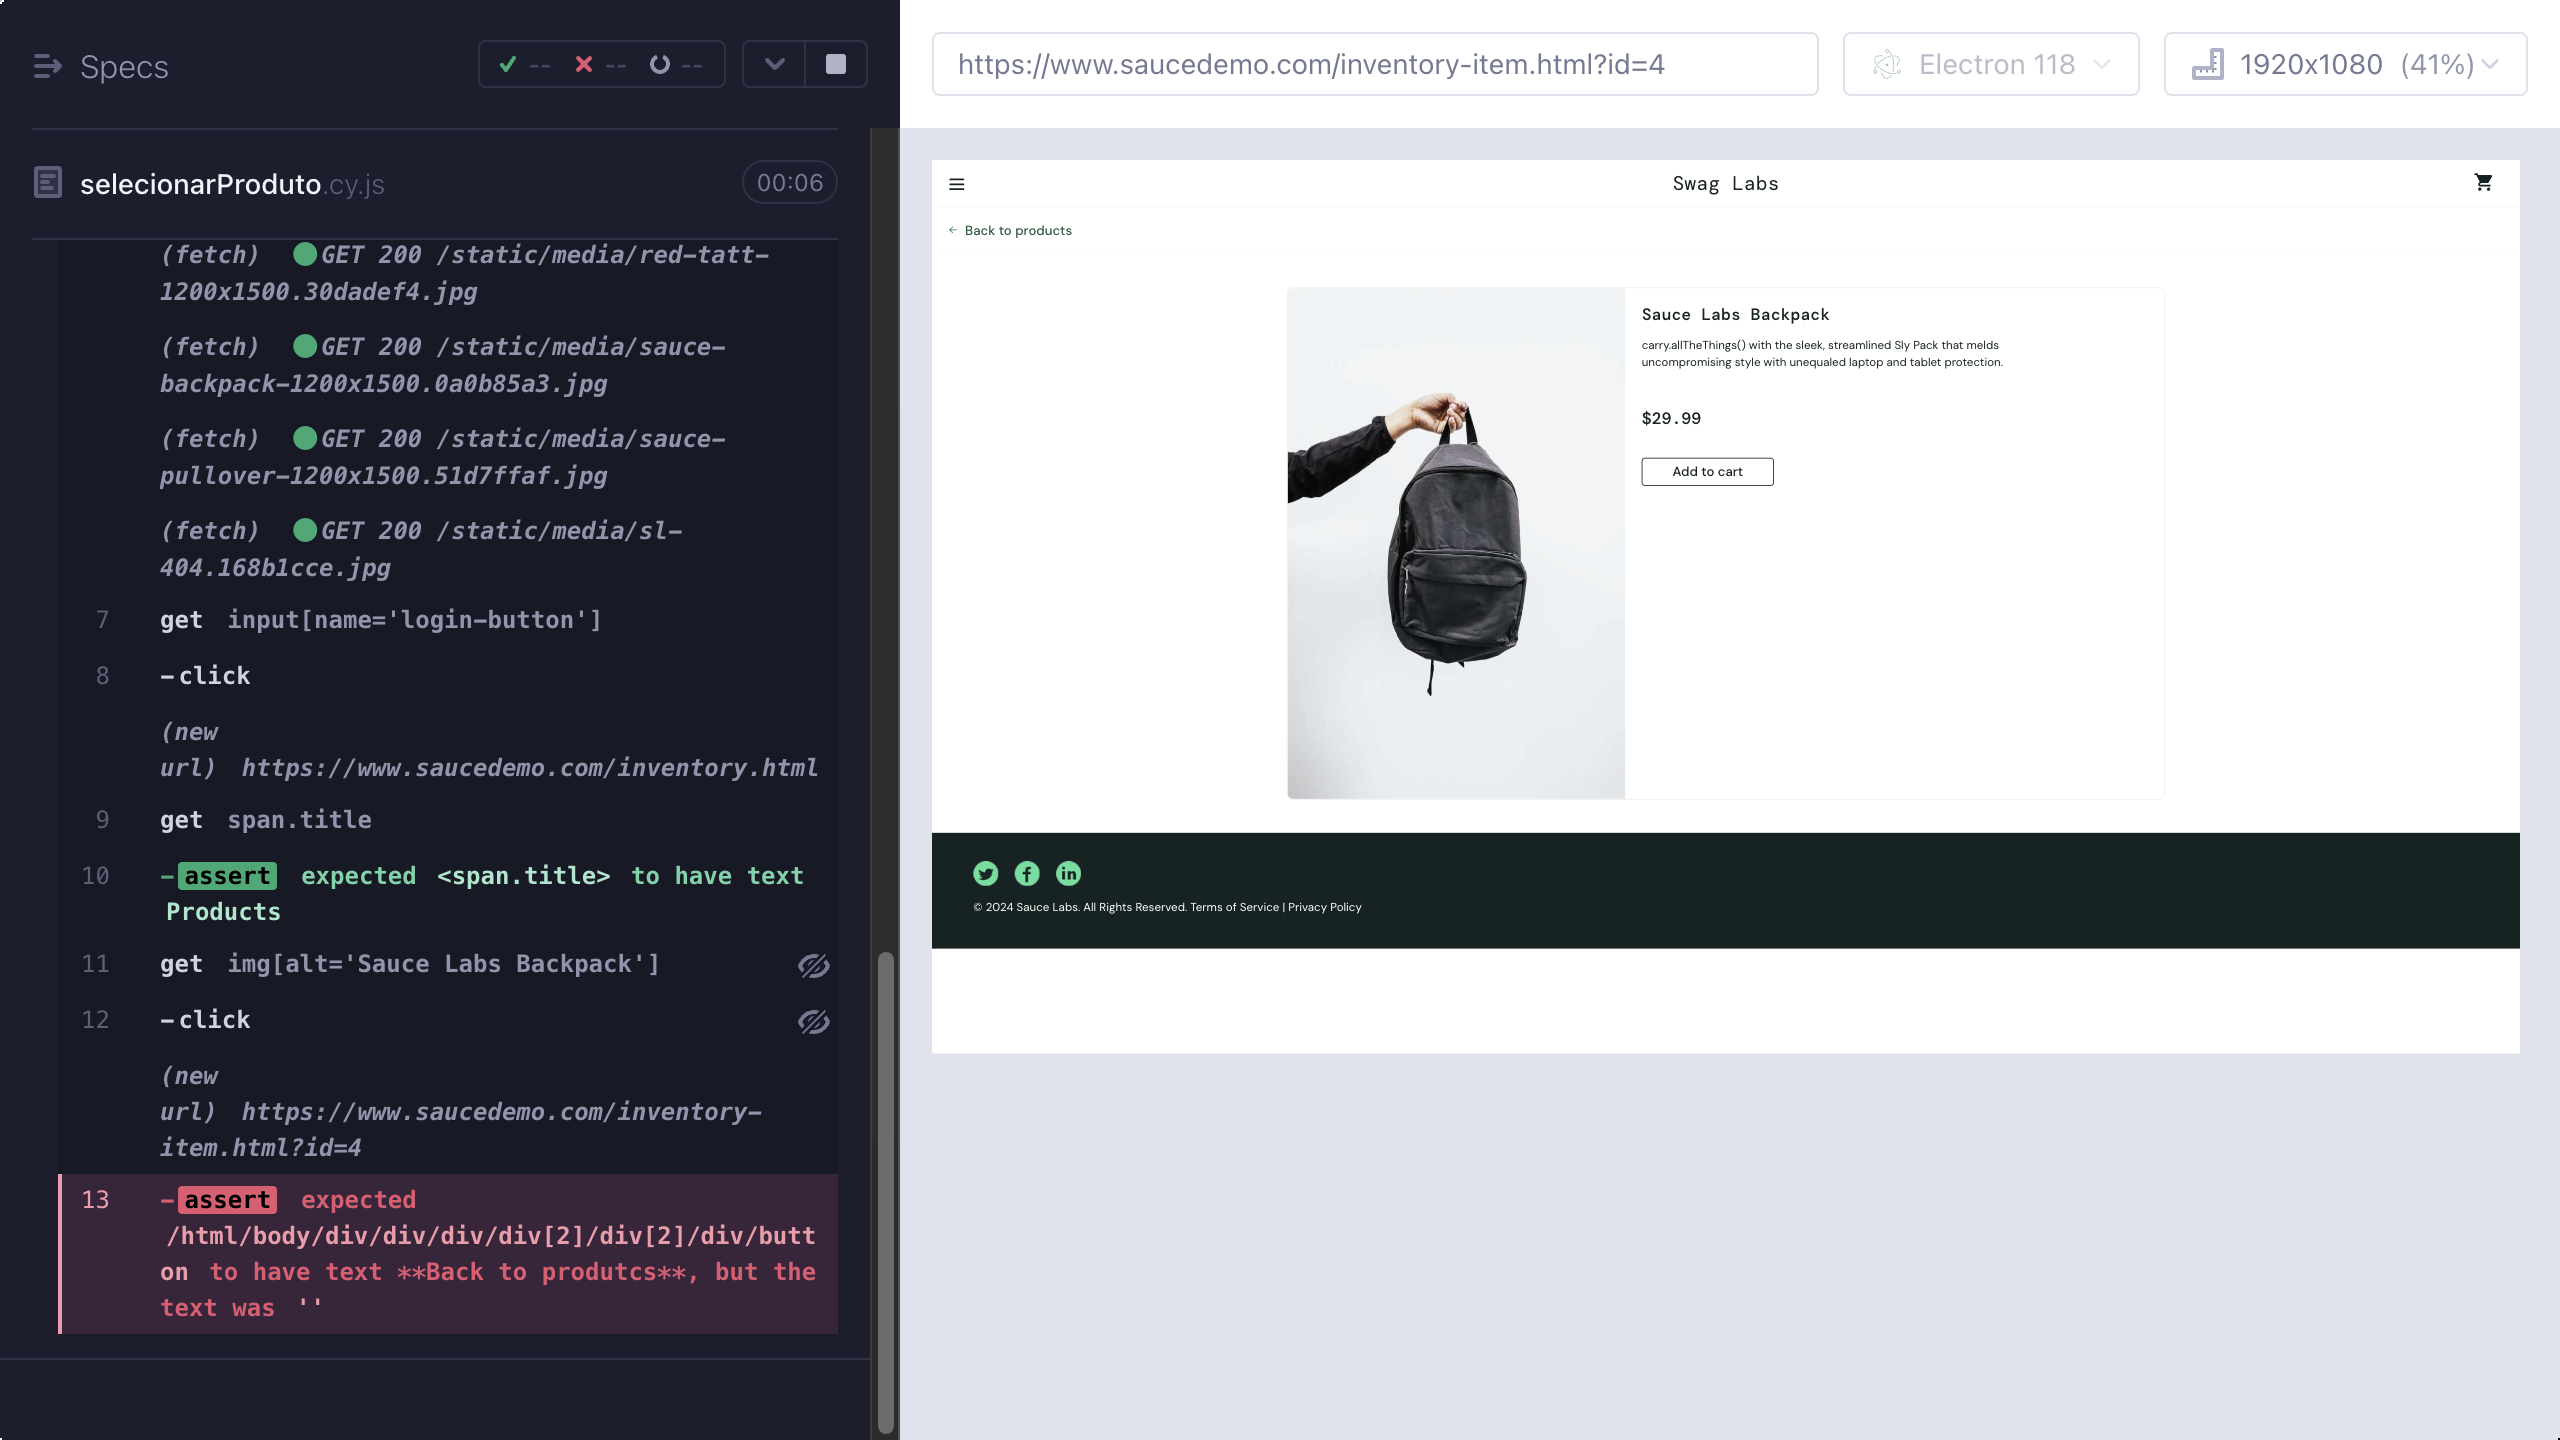 Specs
-- -- --
selecionarProduto.cy.js 00:06
(fetch) GET 200 /static/media/red-tatt-
1200x1500.30dadef4.jpg
(fetch) GET 200 /static/media/sauce-
backpack-1200x1500.0a0b85a3.jpg
(fetch) GET 200 /static/media/sauce-
pullover-1200x1500.51d7ffaf.jpg
(fetch) GET 200 /static/media/sl-
404.168b1cce.jpg
7 get input[name='login-button']
8 -click
(new
url) https://www.saucedemo.com/inventory.html
9 get span.title
10 -assert expected <span.title> to have text
Products
11 get img[alt='Sauce Labs Backpack']
12 -click
(new
url) https://www.saucedemo.com/inventory-
item.html?id=4
13 -assert expected
/html/body/div/div/div/div[2]/div[2]/div/butt
on to have text **Back to produtcs**, but the
text was ''
https://www.saucedemo.com/inventory-item.html?id=4
Electron 118
1920x1080 (41%)
Swag Labs
Back to products
Sauce Labs Backpack
carry.allTheThings() with the sleek, streamlined Sly Pack that melds
uncompromising style with unequaled laptop and tablet protection.
$29.99
Add to cart
© 2024 Sauce Labs. All Rights Reserved. Terms of Service | Privacy Policy